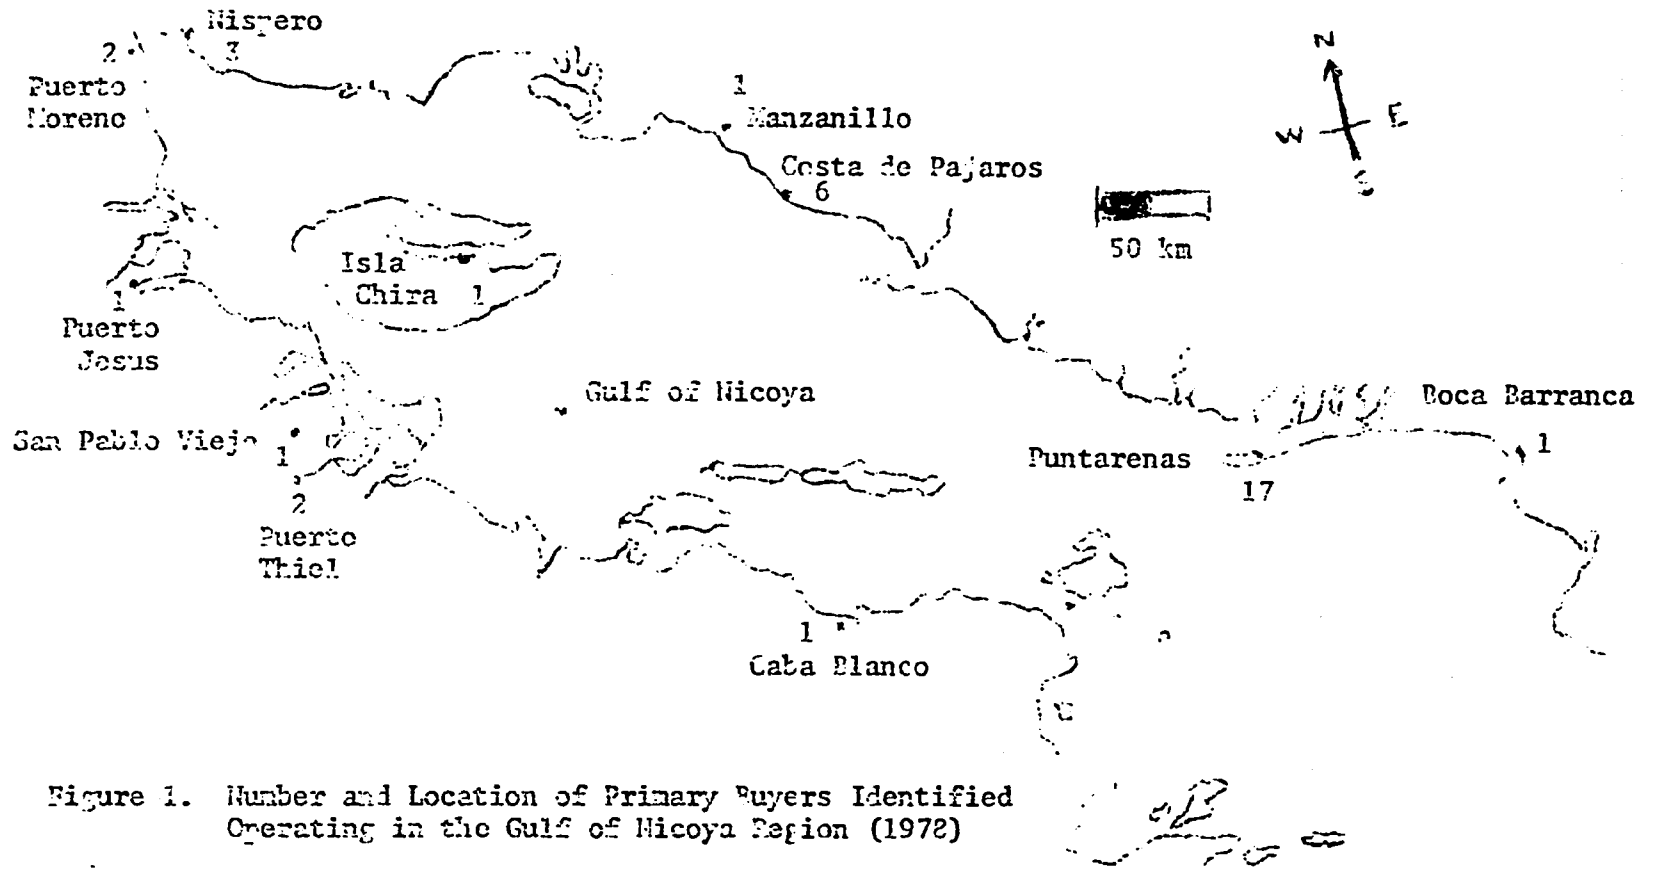 Nispero
2
3
Puerto
Moreno
1
Manzanillo
Costa de Pajaros
6
N
W E
S
50 km
Isla
Chira 1
1
Puerto
Jesus
Gulf of Nicoya
Boca Barranca
San Pablo Viejo
1
Puntarenas
1
17
2
Puerto
Thiel
1
Caba Blanco
Figure 1. Number and Location of Primary Buyers Identified
Operating in the Gulf of Nicoya Region (1978)